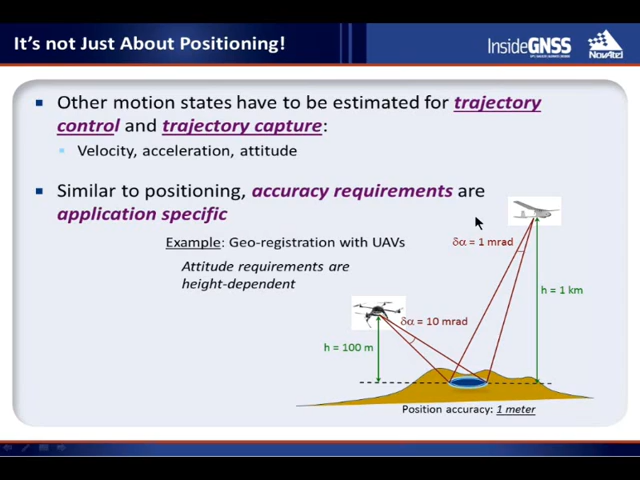 It's not Just About Positioning!
InsideGNSS
NovAtel
Other motion states have to be estimated for trajectory
control and trajectory capture:
Velocity, acceleration, attitude
Similar to positioning, accuracy requirements are
application specific
Example: Geo-registration with UAVs
Attitude requirements are
height-dependent
δα = 1 mrad
h = 1 km
δα = 10 mrad
h = 100 m
Position accuracy: 1 meter